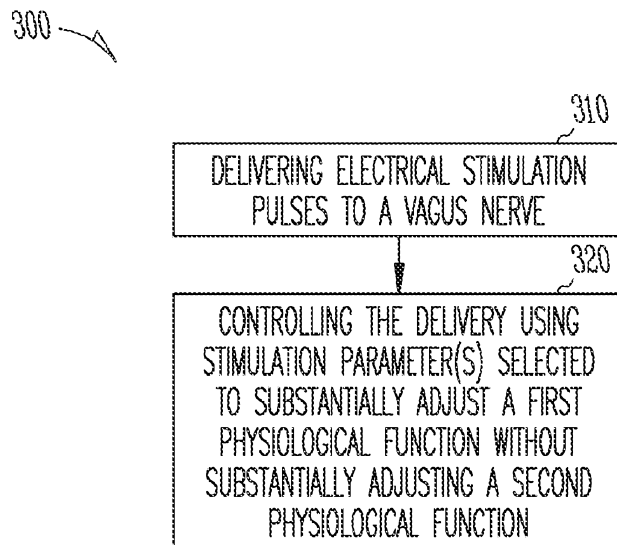 300
310
DELIVERING ELECTRICAL STIMULATION
PULSES TO A VAGUS NERVE
320
CONTROLLING THE DELIVERY USING
STIMULATION PARAMETER(S) SELECTED
TO SUBSTANTIALLY ADJUST A FIRST
PHYSIOLOGICAL FUNCTION WITHOUT
SUBSTANTIALLY ADJUSTING A SECOND
PHYSIOLOGICAL FUNCTION